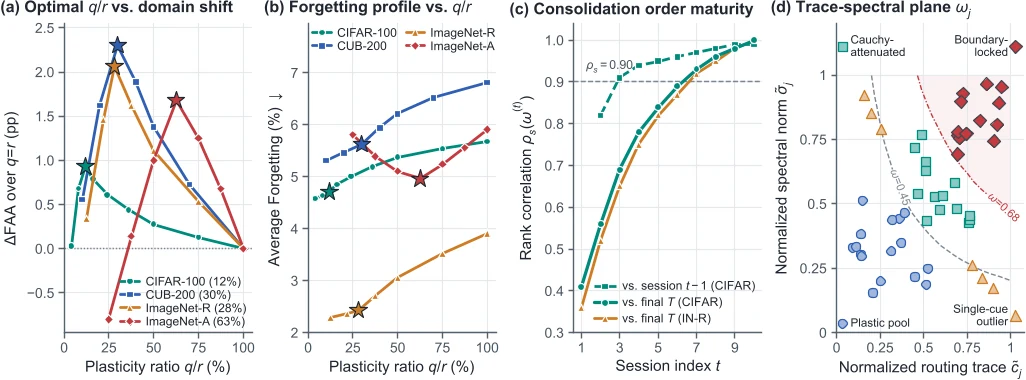 (a) Optimal q/r vs. domain shift
ΔFAA over q=r (pp)
2.5
2.0
1.5
1.0
0.5
0.0
−0.5
CIFAR-100 (12%)
CUB-200 (30%)
ImageNet-R (28%)
ImageNet-A (63%)
0
25
50
75
100
Plasticity ratio q/r (%)
(b) Forgetting profile vs. q/r
CIFAR-100
ImageNet-R
CUB-200
ImageNet-A
Average Forgetting (%) ↓
7
6
5
4
3
2
0
25
50
75
100
Plasticity ratio q/r (%)
(c) Consolidation order maturity
Rank correlation ρₛ(ω⁽ᵗ⁾)
1.0
0.9
0.8
0.7
0.6
0.5
0.4
0.3
ρₛ = 0.90
vs. session t − 1 (CIFAR)
vs. final T (CIFAR)
vs. final T (IN-R)
1
3
5
7
9
Session index t
(d) Trace-spectral plane ωⱼ
Cauchy-
attenuated
Boundary-
locked
Normalized spectral norm σ̃ⱼ
1
0.75
0.5
0.25
0
ω=0.45
ω=0.68
Plastic pool
Single-cue
outlier
0
0.25
0.5
0.75
1
Normalized routing trace c̃ⱼ